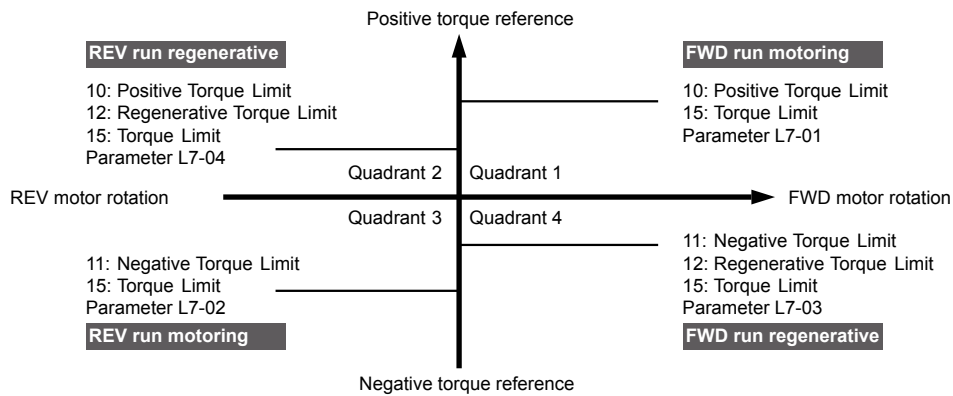 Positive torque reference
REV run regenerative
10: Positive Torque Limit
12: Regenerative Torque Limit
15: Torque Limit
Parameter L7-04
FWD run motoring
10: Positive Torque Limit
15: Torque Limit
Parameter L7-01
Quadrant 2
Quadrant 1
REV motor rotation
FWD motor rotation
Quadrant 3
Quadrant 4
11: Negative Torque Limit
15: Torque Limit
Parameter L7-02
REV run motoring
11: Negative Torque Limit
12: Regenerative Torque Limit
15: Torque Limit
Parameter L7-03
FWD run regenerative
Negative torque reference